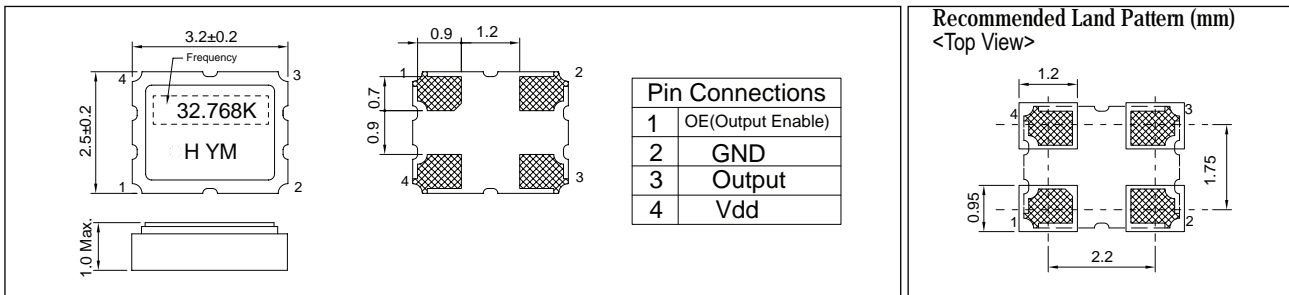 3.2±0.2
Frequency
4
3
32.768K
H YM
2.5±0.2
1
2
1.0 Max.
0.9
1.2
1
2
0.7
0.9
4
3
Pin Connections
1 OE(Output Enable)
2 GND
3 Output
4 Vdd
Recommended Land Pattern (mm)
<Top View>
1.2
4
3
1.75
0.95
1
2
2.2